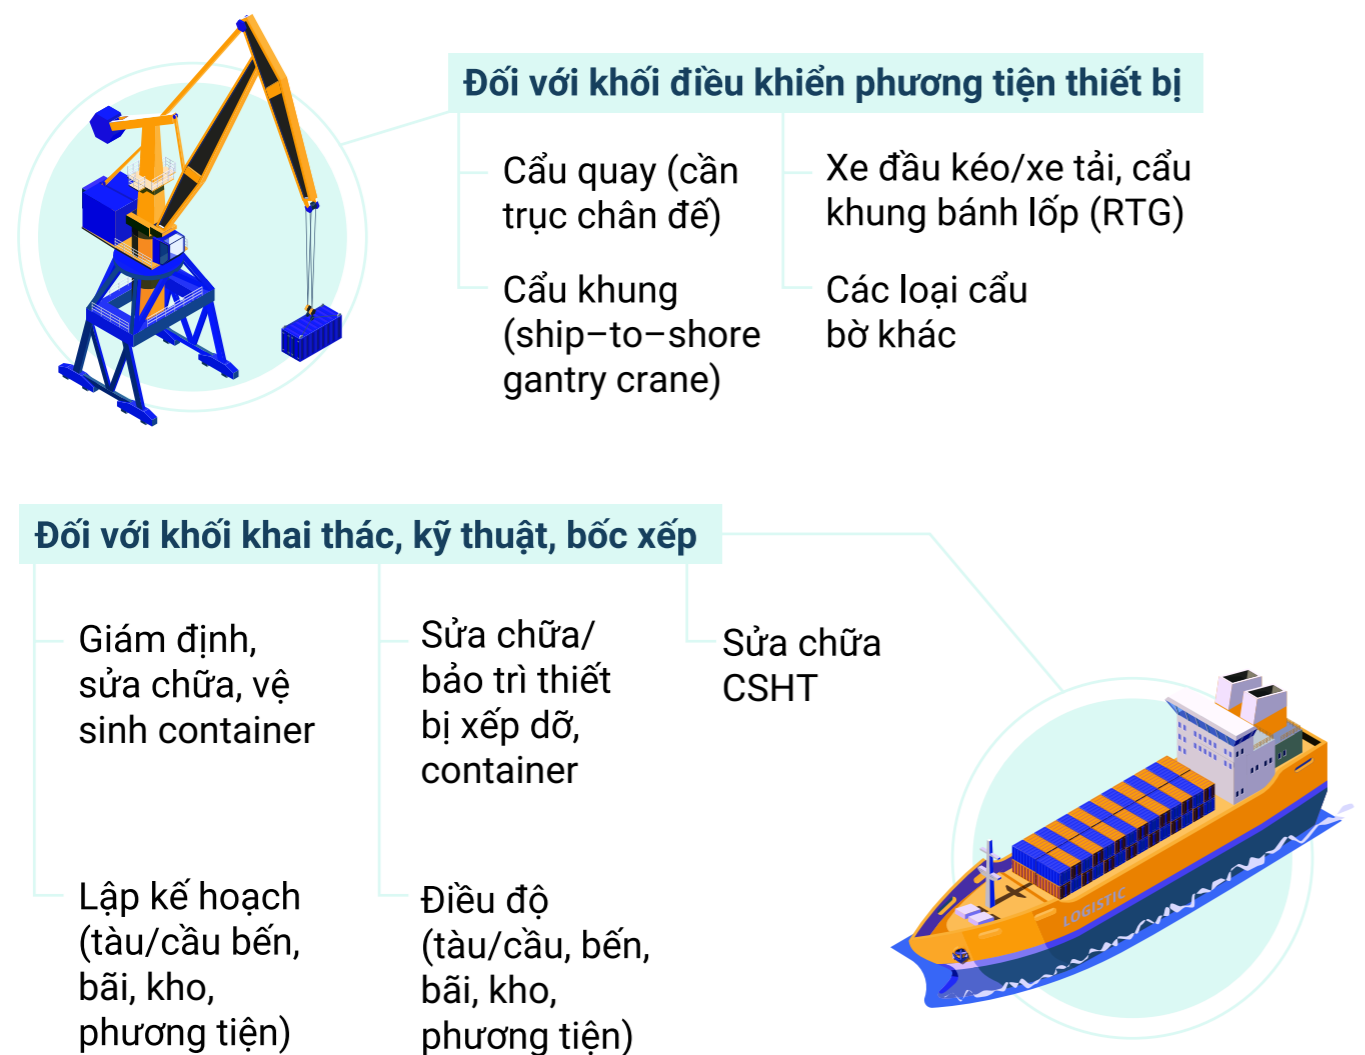 Đối với khối điều khiển phương tiện thiết bị
Cẩu quay (cần
trục chân đế)
Xe đầu kéo/xe tải, cẩu
khung bánh lốp (RTG)
Cẩu khung
(ship–to–shore
gantry crane)
Các loại cẩu
bờ khác
Đối với khối khai thác, kỹ thuật, bốc xếp
Giám định,
sửa chữa, vệ
sinh container
Sửa chữa/
bảo trì thiết
bị xếp dỡ,
container
Sửa chữa
CSHT
Lập kế hoạch
(tàu/cầu bến,
bãi, kho,
phương tiện)
Điều độ
(tàu/cầu, bến,
bãi, kho,
phương tiện)
LOGISTIC